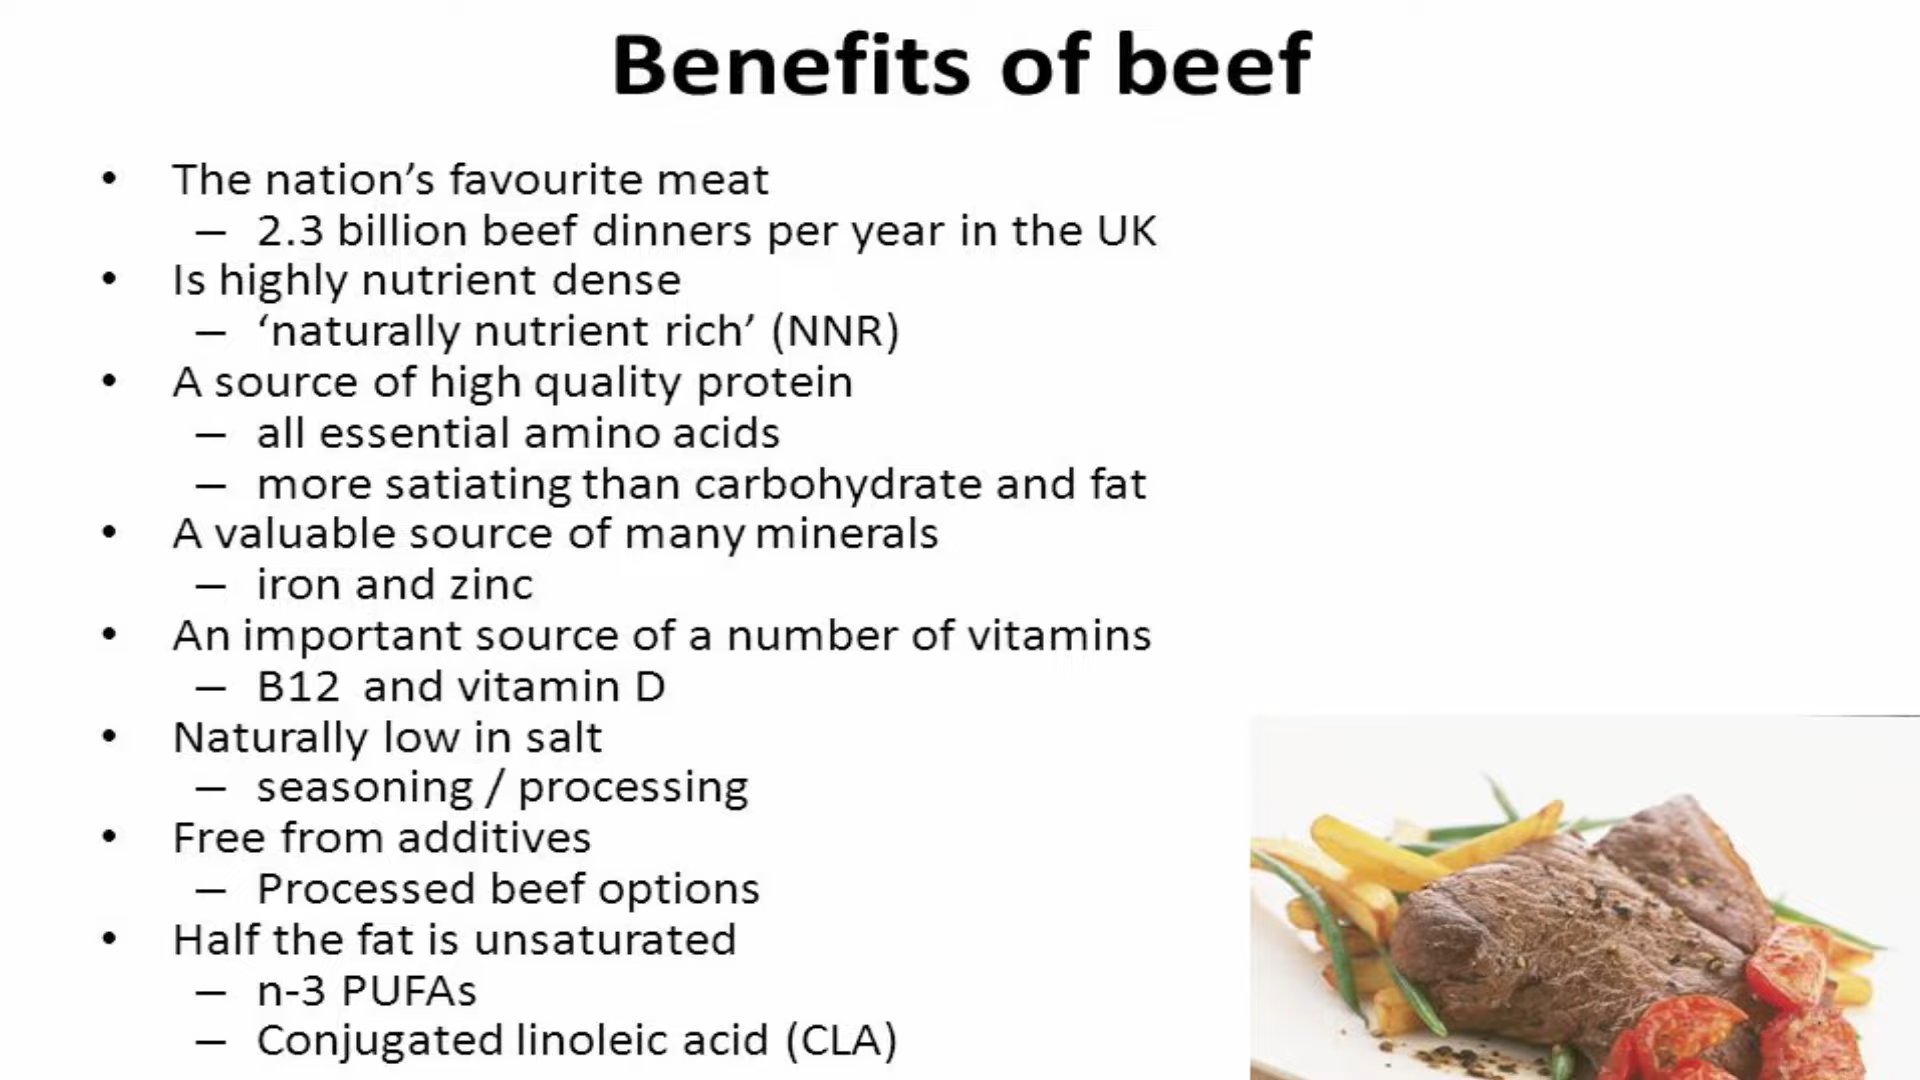 Benefits of beef
• The nation’s favourite meat
– 2.3 billion beef dinners per year in the UK
• Is highly nutrient dense
– ‘naturally nutrient rich’ (NNR)
• A source of high quality protein
– all essential amino acids
– more satiating than carbohydrate and fat
• A valuable source of many minerals
– iron and zinc
• An important source of a number of vitamins
– B12 and vitamin D
• Naturally low in salt
– seasoning / processing
• Free from additives
– Processed beef options
• Half the fat is unsaturated
– n-3 PUFAs
– Conjugated linoleic acid (CLA)